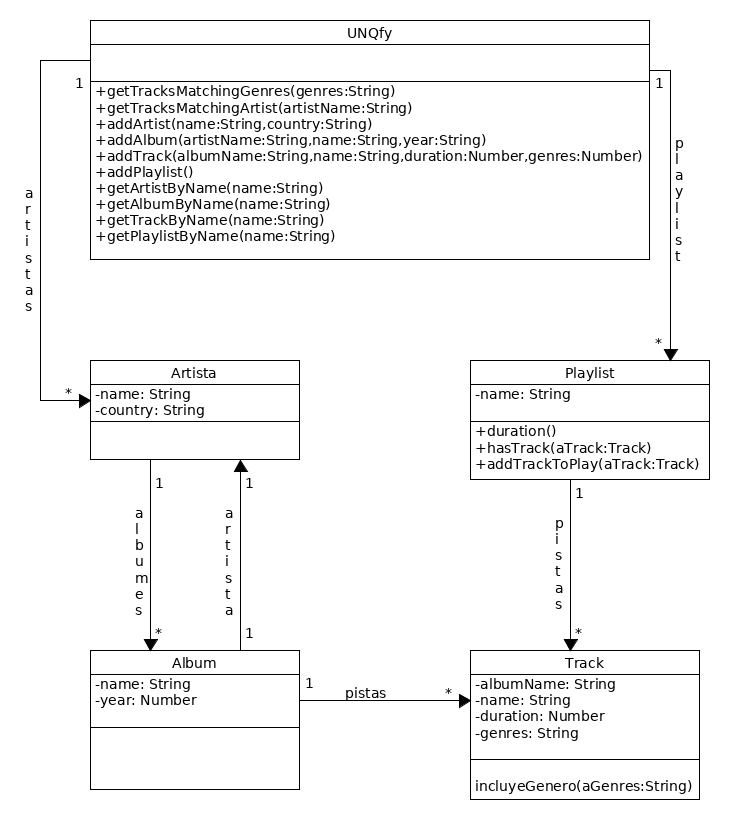 UNQfy
1
1
+getTracksMatchingGenres(genres:String)
+getTracksMatchingArtist(artistName:String)
+addArtist(name:String,country:String)
+addAlbum(artistName:String,name:String,year:String)
+addTrack(albumName:String,name:String,duration:Number,genres:Number)
+addPlaylist()
+getArtistByName(name:String)
+getAlbumByName(name:String)
+getTrackByName(name:String)
+getPlaylistByName(name:String)
artistas
playlist
*
*
Artista
-name: String
-country: String
Playlist
-name: String
+duration()
+hasTrack(aTrack:Track)
+addTrackToPlay(aTrack:Track)
1
albumes
*
1
artista
1
1
pistas
*
Album
-name: String
-year: Number
1
pistas
*
Track
-albumName: String
-name: String
-duration: Number
-genres: String
incluyeGenero(aGenres:String)